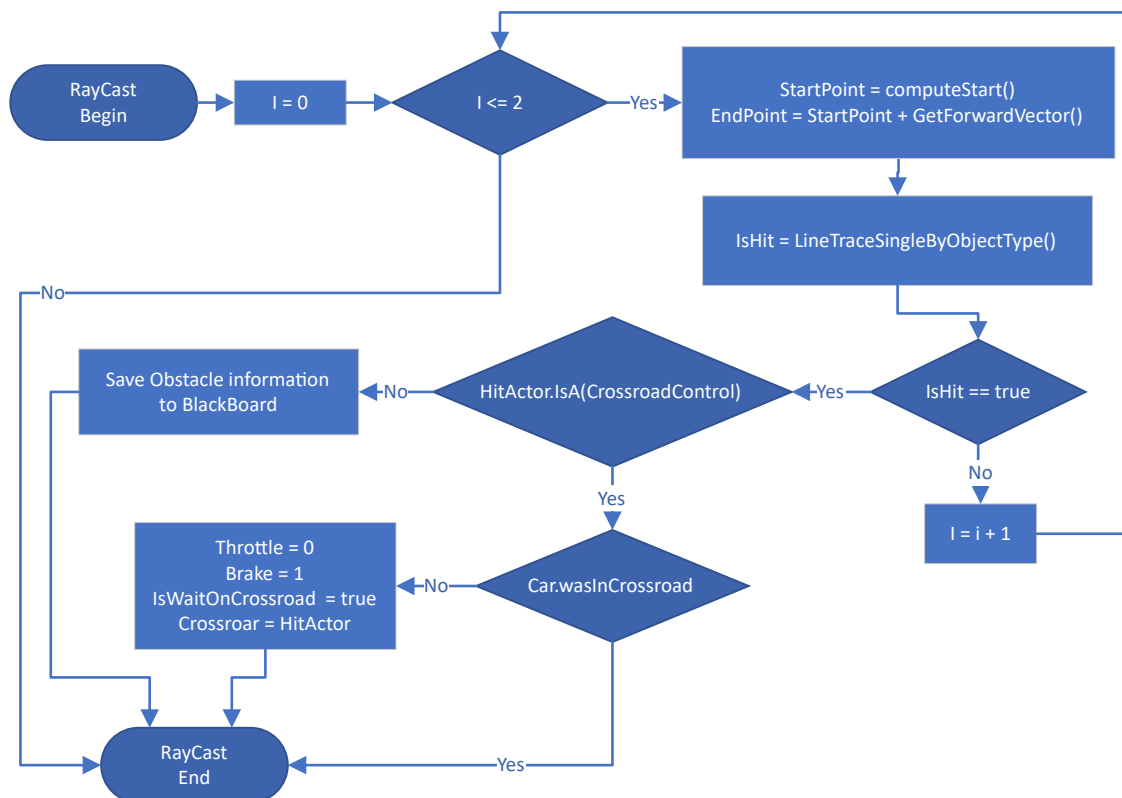 RayCast
Begin
I = 0
I <= 2
Yes
StartPoint = computeStart()
EndPoint = StartPoint + GetForwardVector()
IsHit = LineTraceSingleByObjectType()
No
IsHit == true
Yes
HitActor.IsA(CrossroadControl)
No
Save Obstacle information
to BlackBoard
No
I = i + 1
Yes
Car.wasInCrossroad
No
Throttle = 0
Brake = 1
IsWaitOnCrossroad  = true
Crossroar = HitActor
Yes
RayCast
End